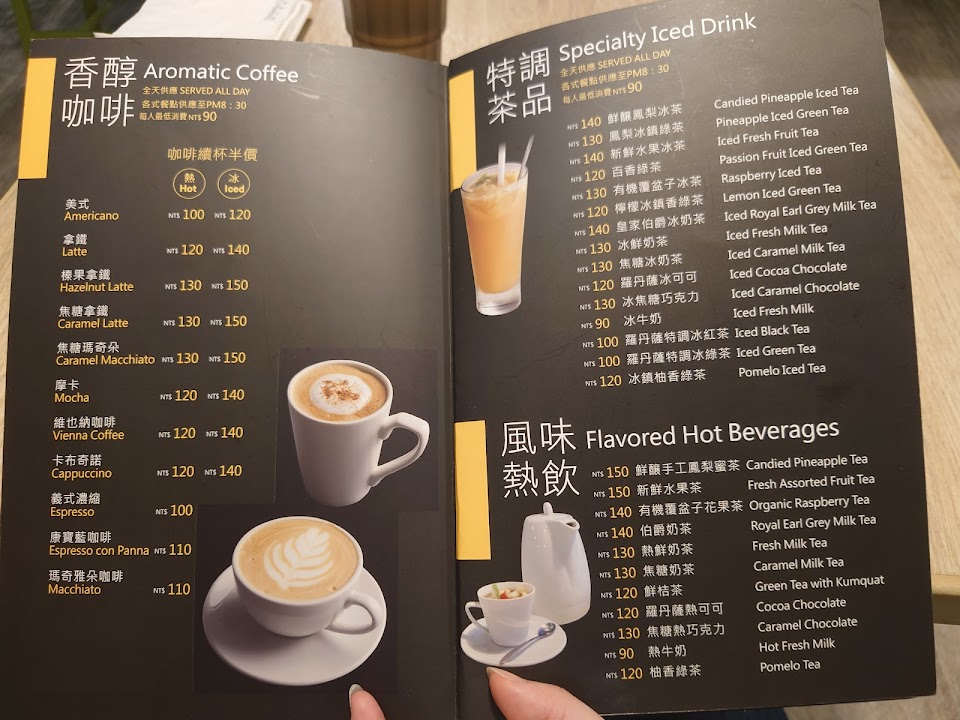 香醇咖啡 Aromatic Coffee
全天供應 SERVED ALL DAY
各式餐點供應至PM8：30
每人最低消費 NT$ 90
咖啡續杯半價
熱 Hot 冰 Iced
美式
Americano NT$ 100 NT$ 120
拿鐵
Latte NT$ 120 NT$ 140
榛果拿鐵
Hazelnut Latte NT$ 130 NT$ 150
焦糖拿鐵
Caramel Latte NT$ 130 NT$ 150
焦糖瑪奇朵
Caramel Macchiato NT$ 130 NT$ 150
摩卡
Mocha NT$ 120 NT$ 140
維也納咖啡
Vienna Coffee NT$ 120 NT$ 140
卡布奇諾
Cappuccino NT$ 120 NT$ 140
義式濃縮
Espresso NT$ 100
康寶藍咖啡
Espresso con Panna NT$ 110
瑪奇雅朵咖啡
Macchiato NT$ 110
特調茶品 Specialty Iced Drink
全天供應 SERVED ALL DAY
各式餐點供應至PM8：30
每人最低消費 NT$ 90
NT$ 140 鮮釀鳳梨冰茶 Candied Pineapple Iced Tea
NT$ 130 鳳梨冰鎮綠茶 Pineapple Iced Green Tea
NT$ 140 新鮮水果冰茶 Iced Fresh Fruit Tea
NT$ 120 百香綠茶 Passion Fruit Iced Green Tea
NT$ 130 有機覆盆子冰茶 Raspberry Iced Tea
NT$ 120 檸檬冰鎮香綠茶 Lemon Iced Green Tea
NT$ 140 皇家伯爵冰奶茶 Iced Royal Earl Grey Milk Tea
NT$ 130 冰鮮奶茶 Iced Fresh Milk Tea
NT$ 130 焦糖冰奶茶 Iced Caramel Milk Tea
NT$ 120 羅丹薩冰可可 Iced Cocoa Chocolate
NT$ 130 冰焦糖巧克力 Iced Caramel Chocolate
NT$ 90 冰牛奶 Iced Fresh Milk
NT$ 100 羅丹薩特調冰紅茶 Iced Black Tea
NT$ 100 羅丹薩特調冰綠茶 Iced Green Tea
NT$ 120 冰鎮柚香綠茶 Pomelo Iced Tea
風味熱飲 Flavored Hot Beverages
NT$ 150 鮮釀手工鳳梨蜜茶 Candied Pineapple Tea
NT$ 150 新鮮水果茶 Fresh Assorted Fruit Tea
NT$ 140 有機覆盆子花果茶 Organic Raspberry Tea
NT$ 140 伯爵奶茶 Royal Earl Grey Milk Tea
NT$ 130 熱鮮奶茶 Fresh Milk Tea
NT$ 130 焦糖奶茶 Caramel Milk Tea
NT$ 120 鮮桔茶 Green Tea with Kumquat
NT$ 120 羅丹薩熱可可 Cocoa Chocolate
NT$ 130 焦糖熱巧克力 Caramel Chocolate
NT$ 90 熱牛奶 Hot Fresh Milk
NT$ 120 柚香綠茶 Pomelo Tea